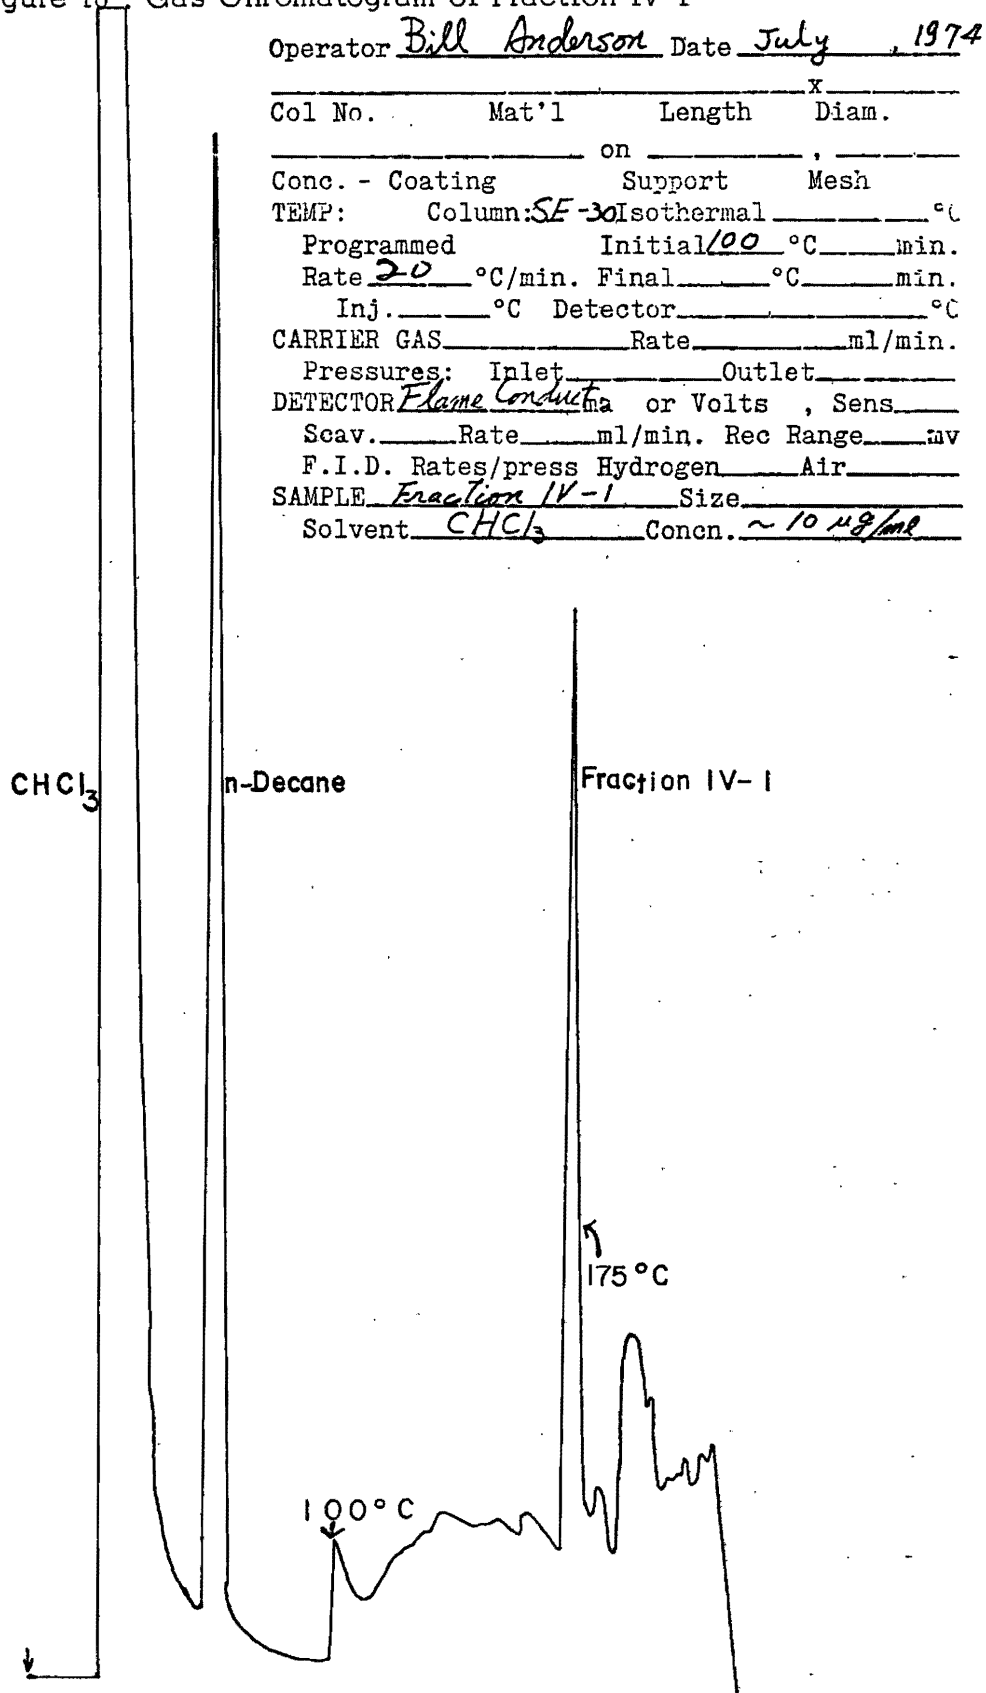 Gas Chromatogram of Fraction IV-1
Operator Bill Anderson Date July , 1974
x
Col No. Mat'l Length Diam.
on ,
Conc. - Coating Support Mesh
TEMP: Column: SE-30 Isothermal °C
Programmed Initial 100 °C min.
Rate 20 °C/min. Final °C min.
Inj. °C Detector °C
CARRIER GAS Rate ml/min.
Pressures: Inlet Outlet
DETECTOR Flame Conduct ma or Volts , Sens
Scav. Rate ml/min. Rec Range mv
F.I.D. Rates/press Hydrogen Air
SAMPLE Fraction IV-1 Size
Solvent CHCl3 Concn. ~ 10 µg/ml
CHCl3
n-Decane
Fraction IV-1
175°C
100°C